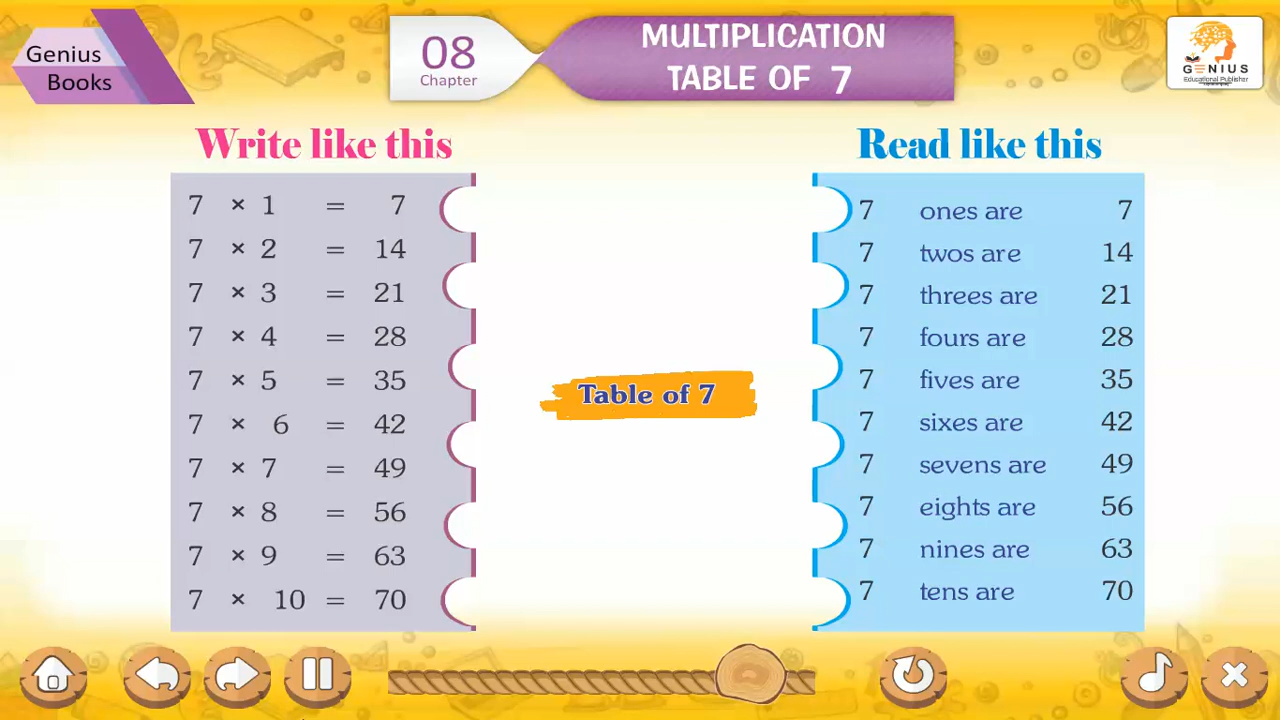 Genius
Books
08
Chapter
MULTIPLICATION
TABLE OF 7
GENIUS
Educational Publisher
Write like this
7 × 1 = 7
7 × 2 = 14
7 × 3 = 21
7 × 4 = 28
7 × 5 = 35
7 × 6 = 42
7 × 7 = 49
7 × 8 = 56
7 × 9 = 63
7 × 10 = 70
Table of 7
Read like this
7 ones are 7
7 twos are 14
7 threes are 21
7 fours are 28
7 fives are 35
7 sixes are 42
7 sevens are 49
7 eights are 56
7 nines are 63
7 tens are 70